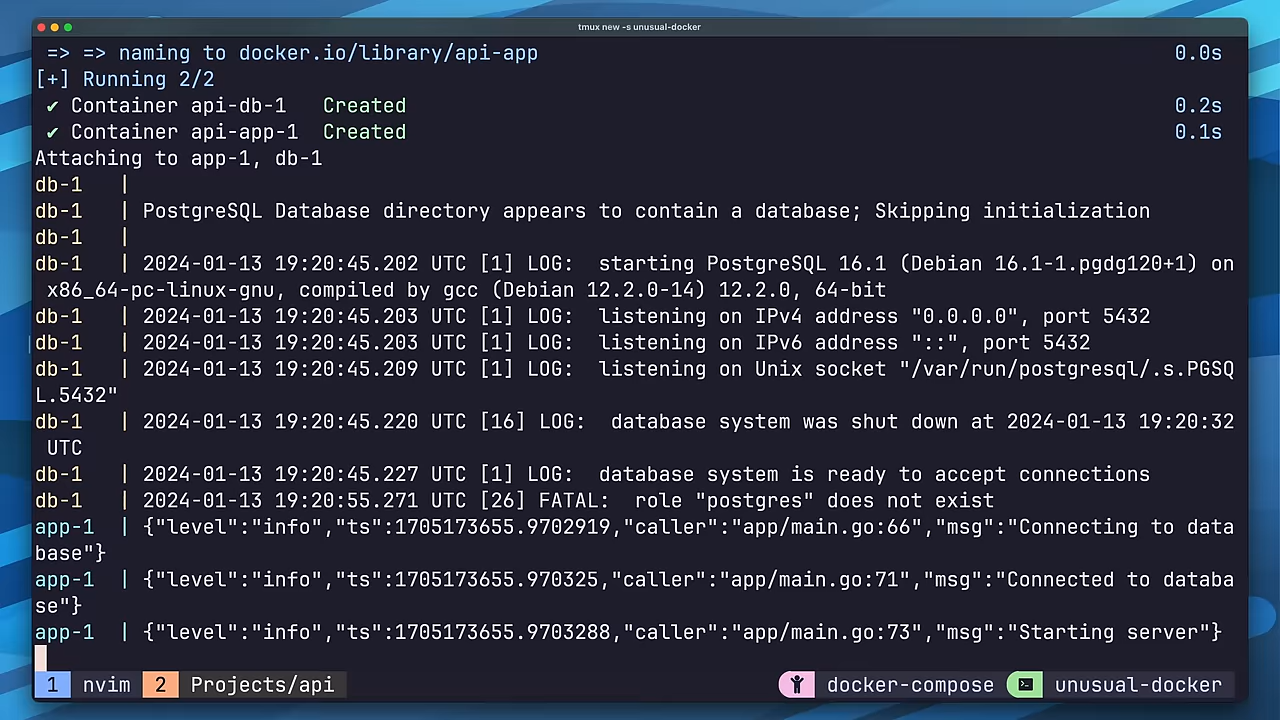 tmux new -s unusual-docker
=> => naming to docker.io/library/api-app 0.0s
[+] Running 2/2
✔ Container api-db-1 Created 0.2s
✔ Container api-app-1 Created 0.1s
Attaching to app-1, db-1
db-1 |
db-1 | PostgreSQL Database directory appears to contain a database; Skipping initialization
db-1 |
db-1 | 2024-01-13 19:20:45.202 UTC [1] LOG: starting PostgreSQL 16.1 (Debian 16.1-1.pgdg120+1) on
x86_64-pc-linux-gnu, compiled by gcc (Debian 12.2.0-14) 12.2.0, 64-bit
db-1 | 2024-01-13 19:20:45.203 UTC [1] LOG: listening on IPv4 address "0.0.0.0", port 5432
db-1 | 2024-01-13 19:20:45.203 UTC [1] LOG: listening on IPv6 address "::", port 5432
db-1 | 2024-01-13 19:20:45.209 UTC [1] LOG: listening on Unix socket "/var/run/postgresql/.s.PGSQ
L.5432"
db-1 | 2024-01-13 19:20:45.220 UTC [16] LOG: database system was shut down at 2024-01-13 19:20:32
UTC
db-1 | 2024-01-13 19:20:45.227 UTC [1] LOG: database system is ready to accept connections
db-1 | 2024-01-13 19:20:55.271 UTC [26] FATAL: role "postgres" does not exist
app-1 | {"level":"info","ts":1705173655.9702919,"caller":"app/main.go:66","msg":"Connecting to data
base"}
app-1 | {"level":"info","ts":1705173655.970325,"caller":"app/main.go:71","msg":"Connected to databa
se"}
app-1 | {"level":"info","ts":1705173655.9703288,"caller":"app/main.go:73","msg":"Starting server"}
1 nvim 2 Projects/api docker-compose unusual-docker